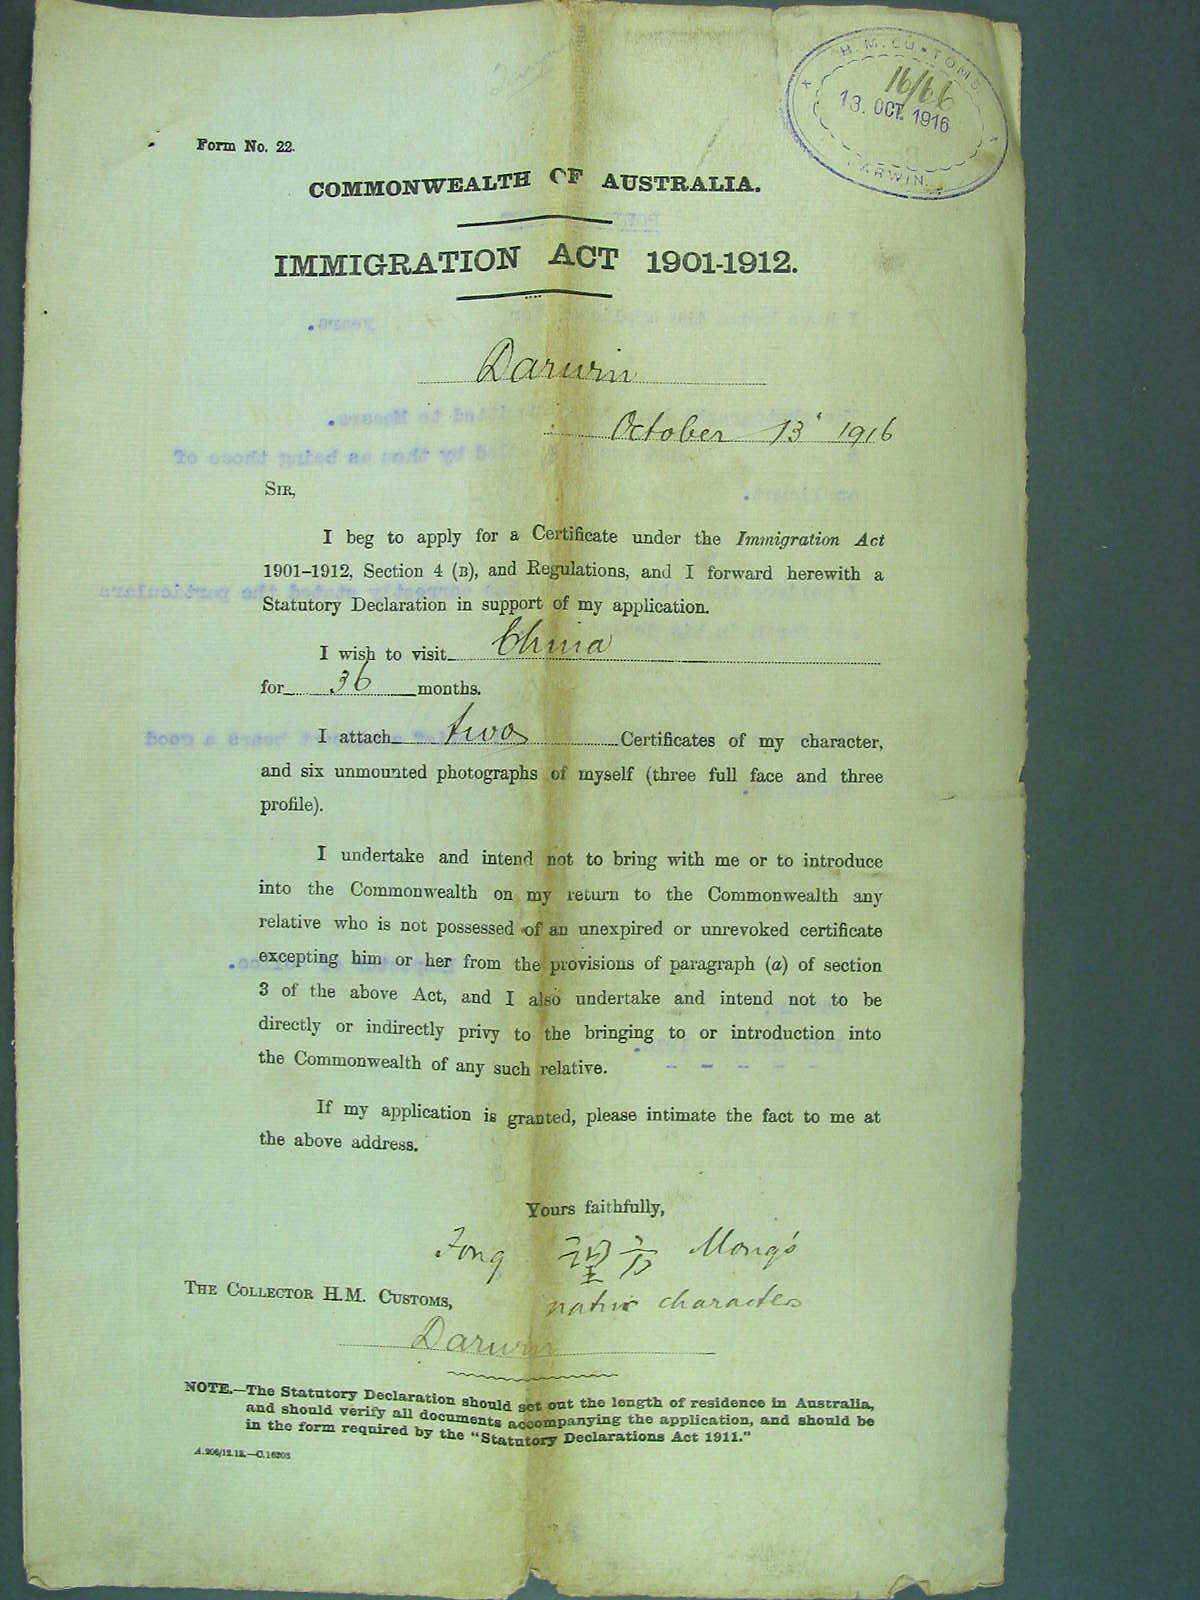 H.M. CUSTOMS
16/66
13. OCT. 1916
DARWIN.
Form No. 22.
COMMONWEALTH OF AUSTRALIA.
IMMIGRATION ACT 1901-1912.
Darwin
October 13 1916
SIR,
I beg to apply for a Certificate under the Immigration Act
1901-1912, Section 4 (B), and Regulations, and I forward herewith a
Statutory Declaration in support of my application.
I wish to visit China
for 36 months.
I attach two Certificates of my character,
and six unmounted photographs of myself (three full face and three
profile).
I undertake and intend not to bring with me or to introduce
into the Commonwealth on my return to the Commonwealth any
relative who is not possessed of an unexpired or unrevoked certificate
excepting him or her from the provisions of paragraph (a) of section
3 of the above Act, and I also undertake and intend not to be
directly or indirectly privy to the bringing to or introduction into
the Commonwealth of any such relative.
If my application is granted, please intimate the fact to me at
the above address.
Yours faithfully,
Fong Mong's
native characters
THE COLLECTOR H.M. CUSTOMS,
Darwin
NOTE.—The Statutory Declaration should set out the length of residence in Australia,
and should verify all documents accompanying the application, and should be
in the form required by the "Statutory Declarations Act 1911."
A.206/12.12.—C.16203